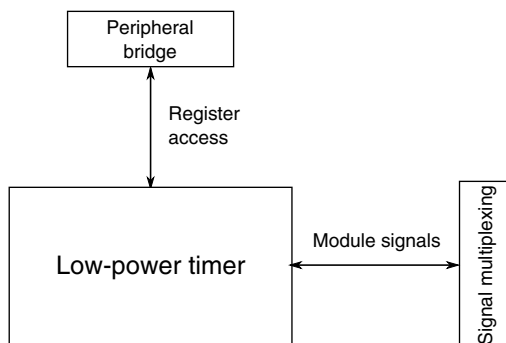 Peripheral
bridge
Register
access
Low-power timer
Module signals
Signal multiplexing